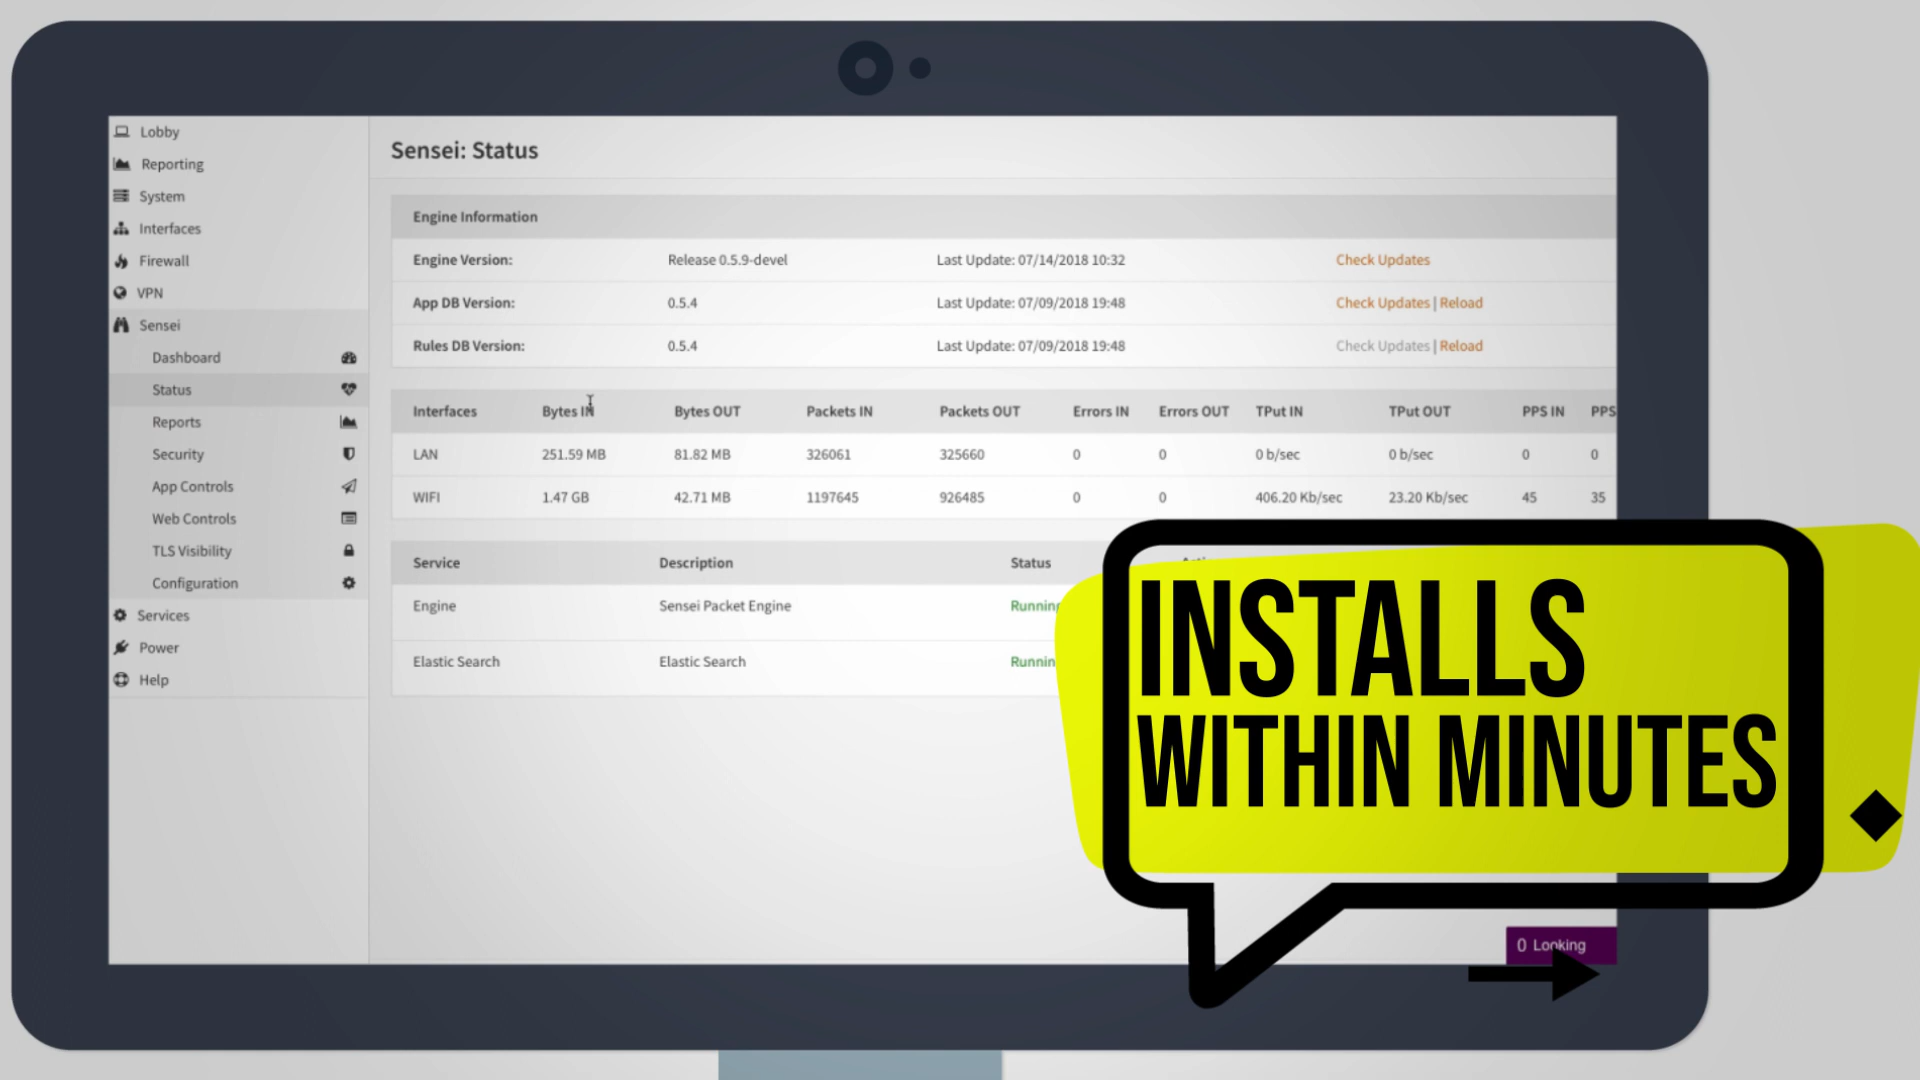 Lobby
Reporting
System
Interfaces
Firewall
VPN
Sensei
Dashboard
Status
Reports
Security
App Controls
Web Controls
TLS Visibility
Configuration
Services
Power
Help
Sensei: Status
Engine Information
Engine Version: Release 0.5.9-devel Last Update: 07/14/2018 10:32 Check Updates
App DB Version: 0.5.4 Last Update: 07/09/2018 19:48 Check Updates | Reload
Rules DB Version: 0.5.4 Last Update: 07/09/2018 19:48 Check Updates | Reload
Interfaces Bytes IN Bytes OUT Packets IN Packets OUT Errors IN Errors OUT TPut IN TPut OUT PPS IN PPS
LAN 251.59 MB 81.82 MB 326061 325660 0 0 0 b/sec 0 b/sec 0 0
WIFI 1.47 GB 42.71 MB 1197645 926485 0 0 406.20 Kb/sec 23.20 Kb/sec 45 35
Service Description Status
Engine Sensei Packet Engine Running
Elastic Search Elastic Search Runnin
INSTALLS
WITHIN MINUTES
0 Looking